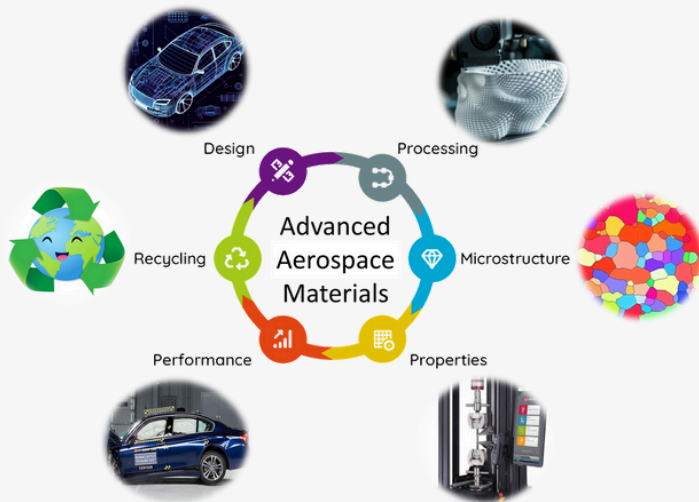 Design
Processing
Advanced
Aerospace
Materials
Recycling
Microstructure
Performance
Properties